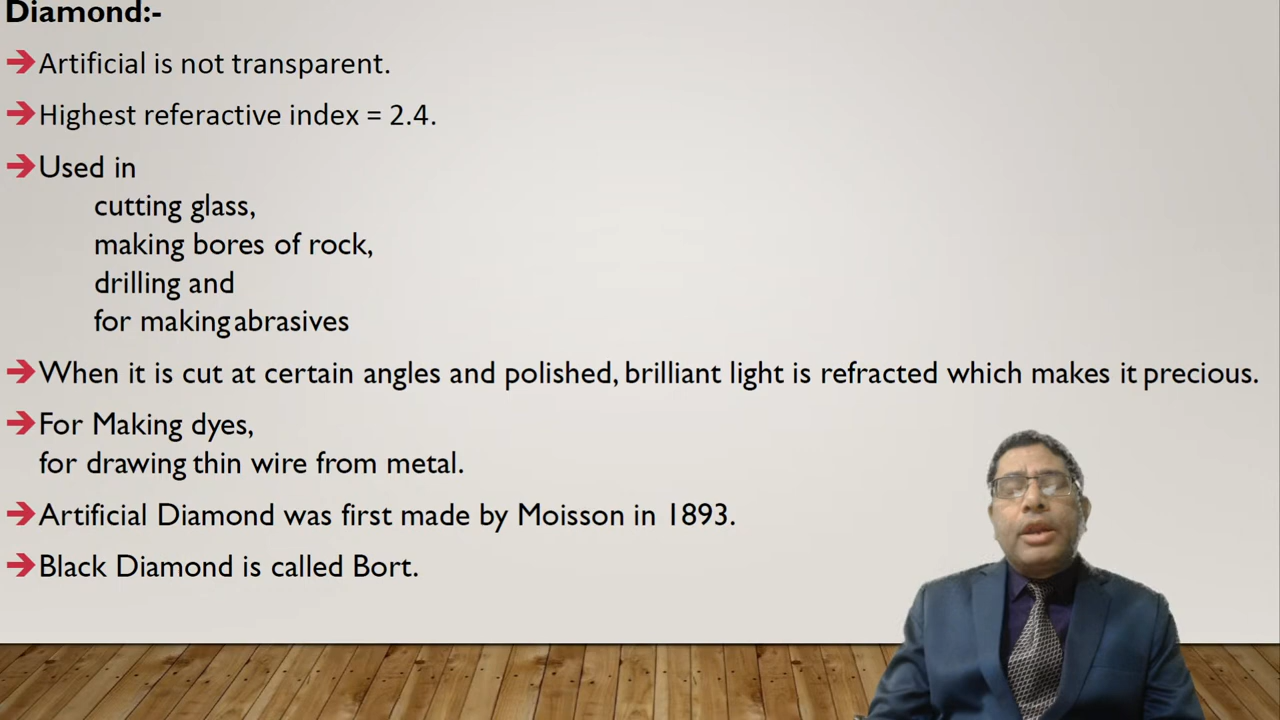 Diamond:-
➔Artificial is not transparent.
➔Highest referactive index = 2.4.
➔Used in
cutting glass,
making bores of rock,
drilling and
for making abrasives
➔When it is cut at certain angles and polished, brilliant light is refracted which makes it precious.
➔For Making dyes,
for drawing thin wire from metal.
➔Artificial Diamond was first made by Moisson in 1893.
➔Black Diamond is called Bort.